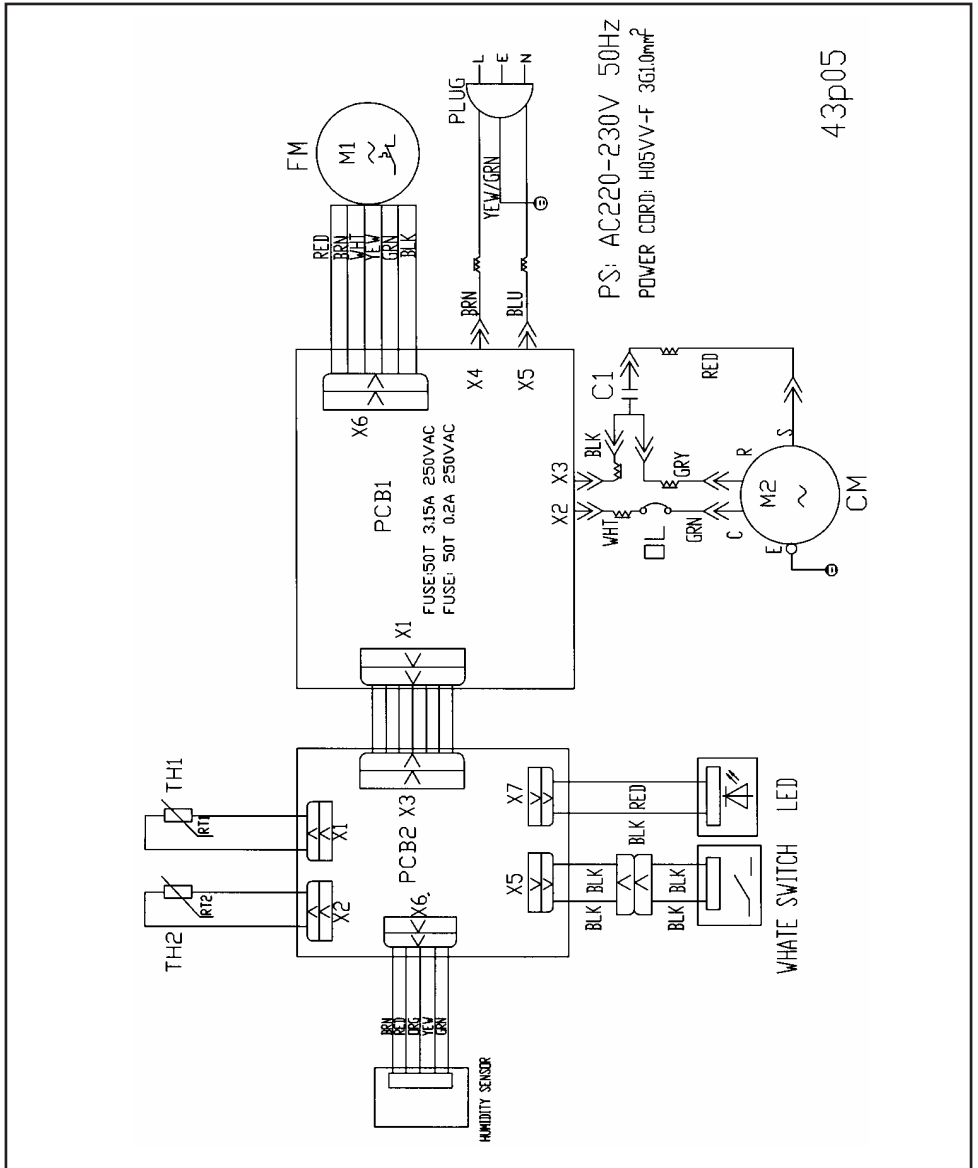 TH2
TH1
RT2
RT1
X2
X1
HUMIDITY SENSOR
BRN
RED
ORG
YEW
GRN
X6.
PCB2
X3
X5
X7
BLK BLK
BLK RED
BLK BLK
WHATE SWITCH
LED
X1
PCB1
FUSE:50T 3.15A 250VAC
FUSE: 50T 0.2A 250VAC
X6
RED
BRN
WHT
YEW
GRN
BLK
FM
M1
X4
X5
BRN
BLU
YEW/GRN
PLUG
L
E
N
X2
X3
WHT
BLK
OL
GRN
GRY
C1
RED
C
R
S
E
M2
CM
PS: AC220-230V 50Hz
POWER CORD: H05VV-F 3G1.0mm²
43p05